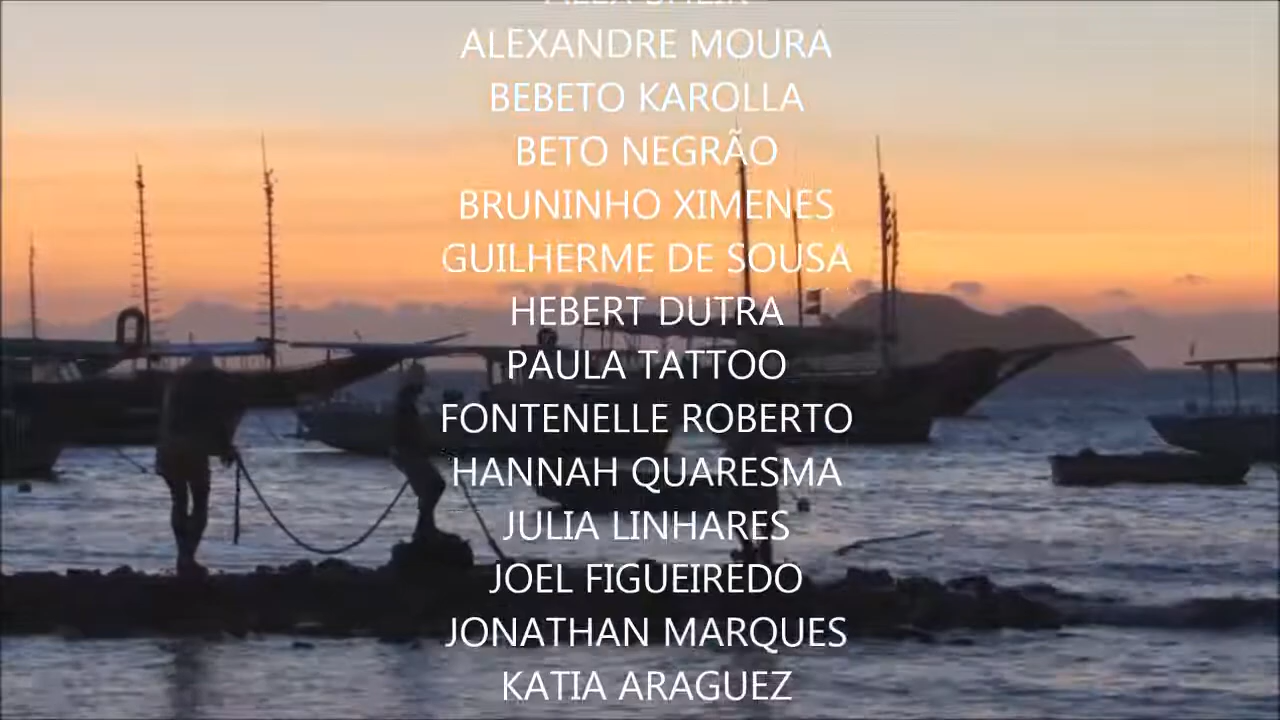 ALEXANDRE MOURA
BEBETO KAROLLA
BETO NEGRÃO
BRUNINHO XIMENES
GUILHERME DE SOUSA
HEBERT DUTRA
PAULA TATTOO
FONTENELLE ROBERTO
HANNAH QUARESMA
JULIA LINHARES
JOEL FIGUEIREDO
JONATHAN MARQUES
KATIA ARAGUEZ